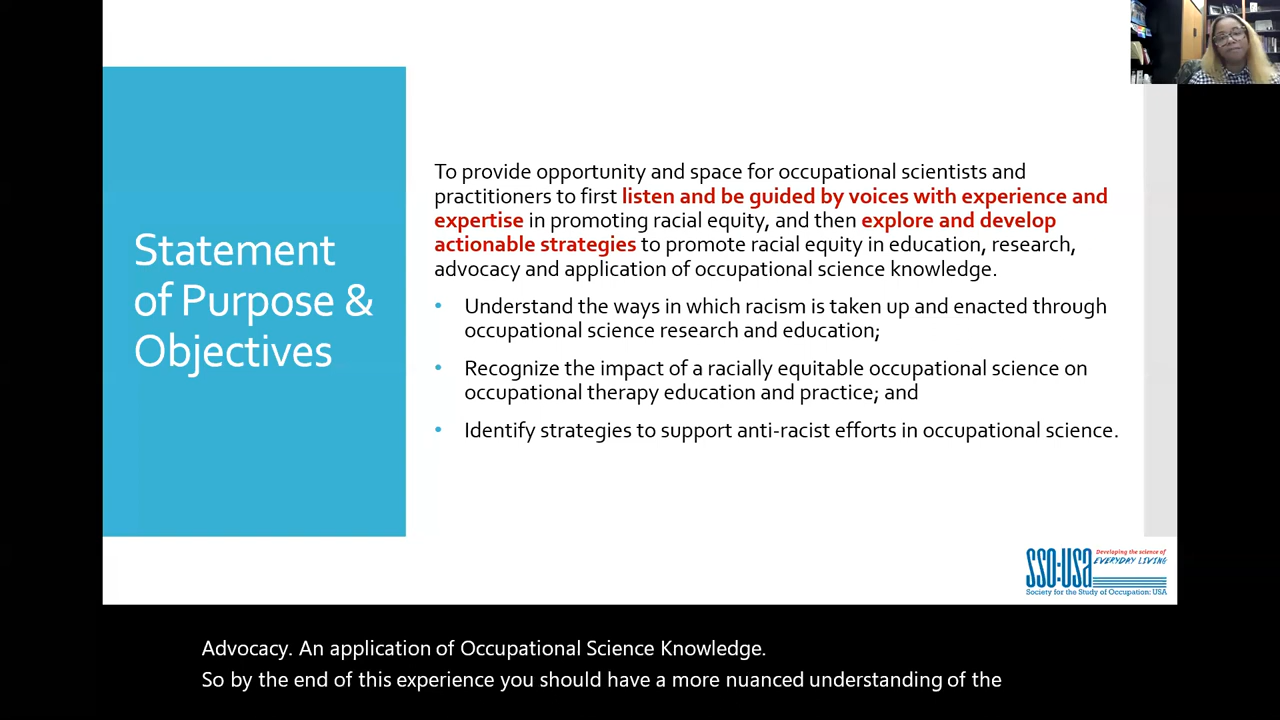 Statement
of Purpose &
Objectives
To provide opportunity and space for occupational scientists and
practitioners to first listen and be guided by voices with experience and
expertise in promoting racial equity, and then explore and develop
actionable strategies to promote racial equity in education, research,
advocacy and application of occupational science knowledge.
• Understand the ways in which racism is taken up and enacted through
occupational science research and education;
• Recognize the impact of a racially equitable occupational science on
occupational therapy education and practice; and
• Identify strategies to support anti-racist efforts in occupational science.
SSO:USA
Developing the science of
EVERYDAY LIVING
Society for the Study of Occupation: USA
Advocacy. An application of Occupational Science Knowledge.
So by the end of this experience you should have a more nuanced understanding of the